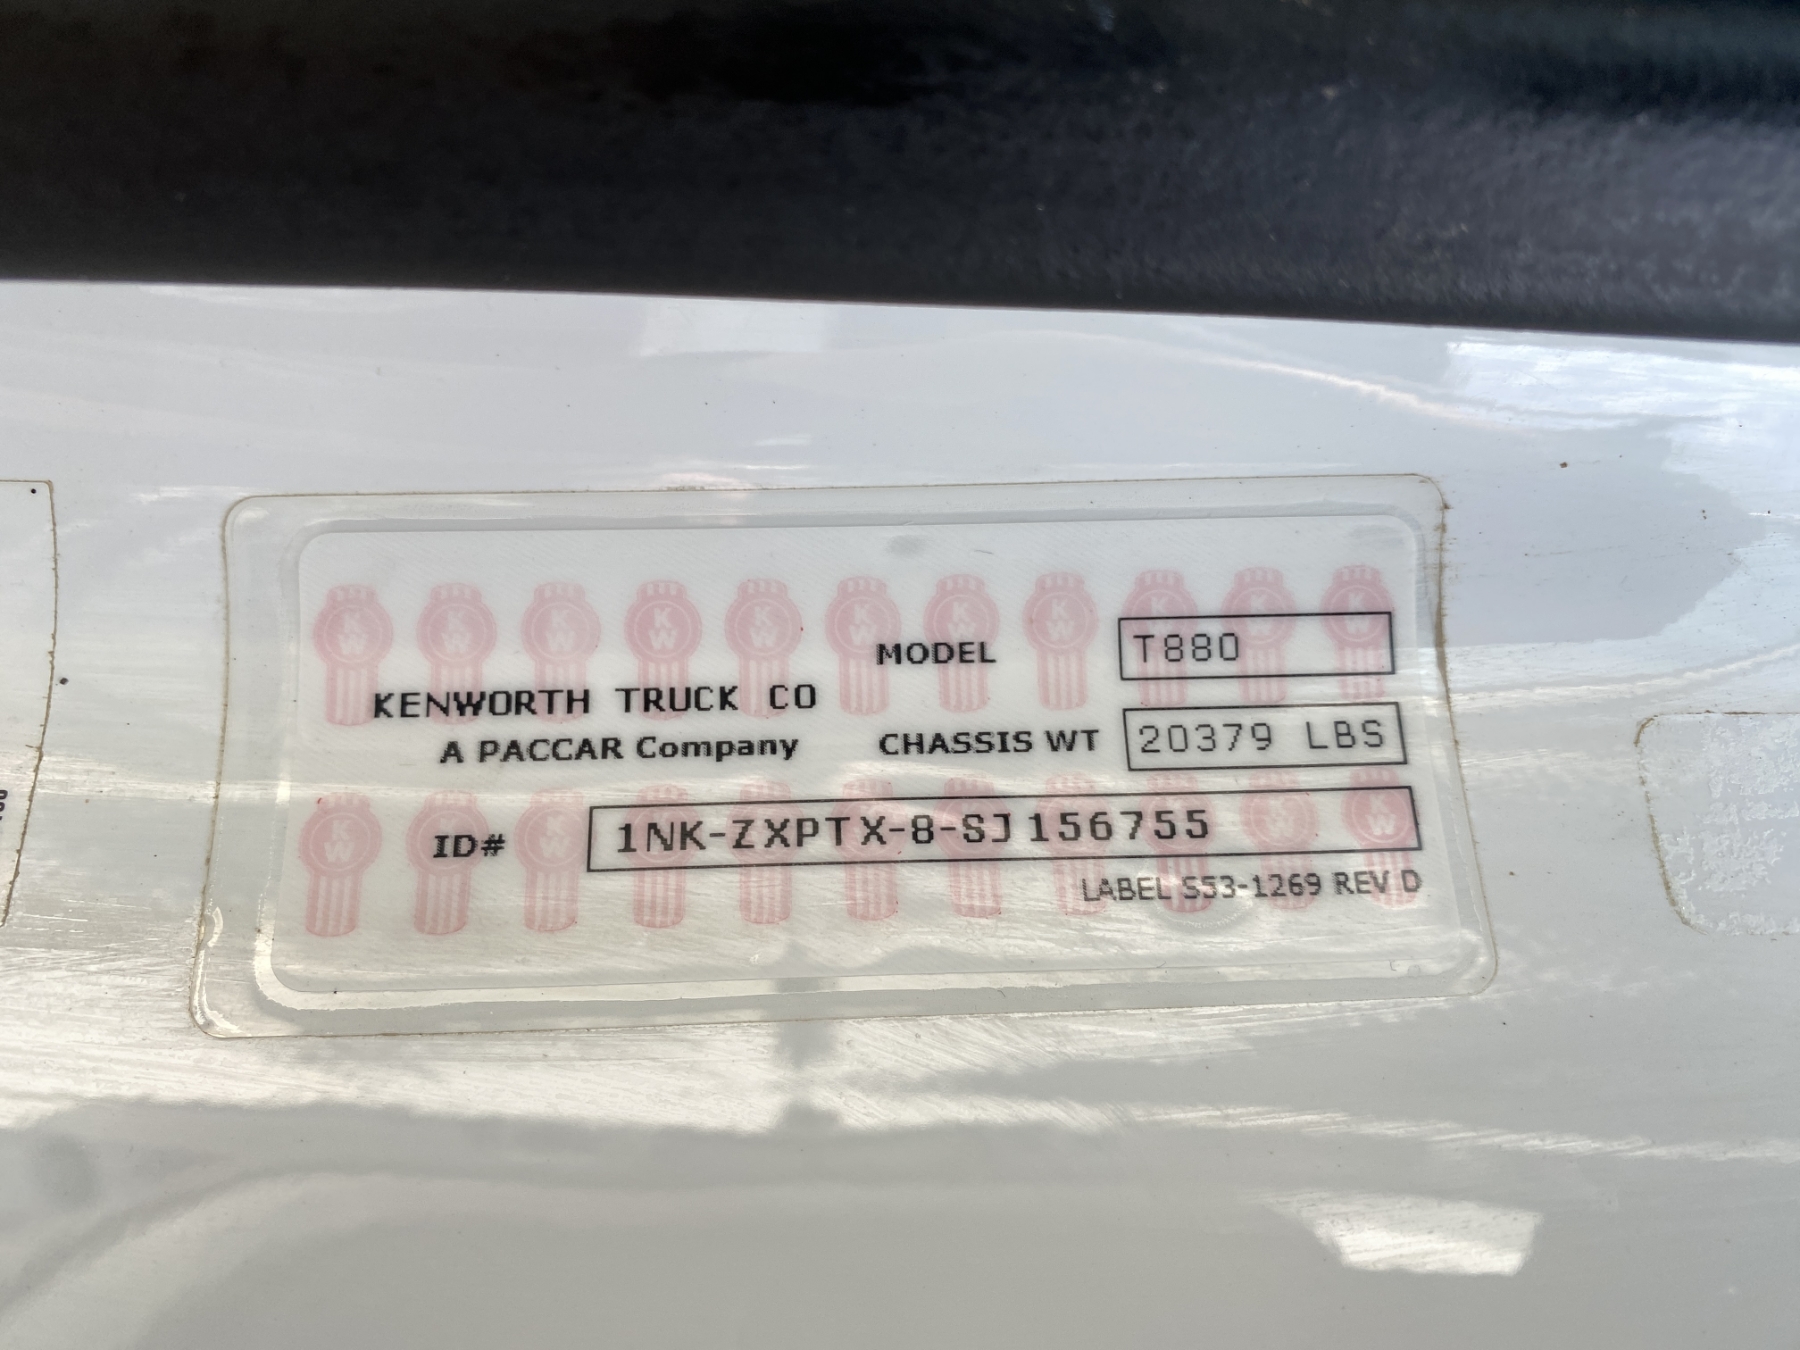 MODEL T880
KENWORTH TRUCK CO
A PACCAR Company
CHASSIS WT 20379 LBS
ID# 1NK-ZXPTX-8-SJ156755
LABEL S53-1269 REV D